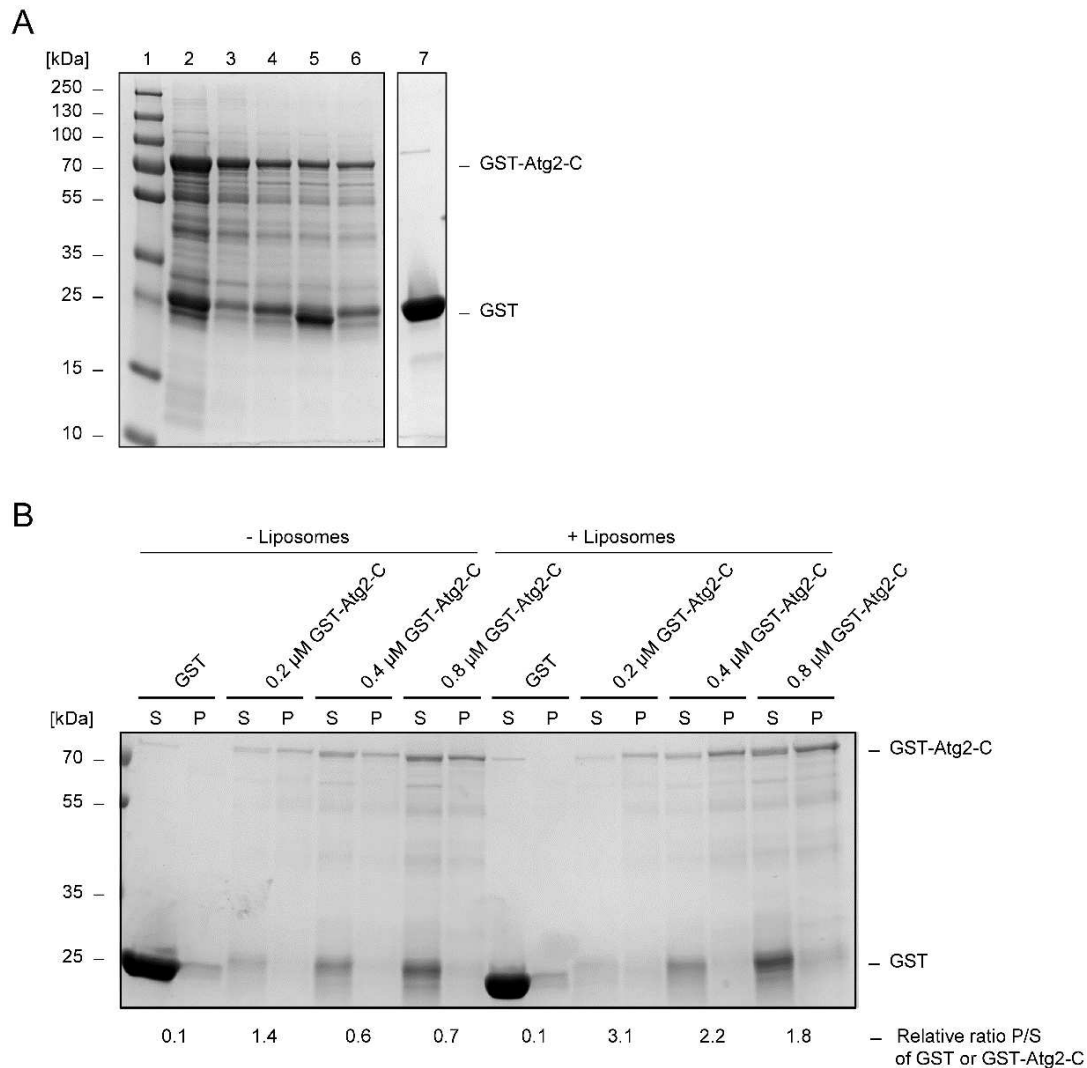 A
[kDa] 1 2 3 4 5 6 7
250
130
100
70 GST-Atg2-C
55
35
25 GST
15
10
B
- Liposomes + Liposomes
GST 0.2 µM GST-Atg2-C 0.4 µM GST-Atg2-C 0.8 µM GST-Atg2-C GST 0.2 µM GST-Atg2-C 0.4 µM GST-Atg2-C 0.8 µM GST-Atg2-C
[kDa] S P S P S P S P S P S P S P S P
70 GST-Atg2-C
55
35
25 GST
0.1 1.4 0.6 0.7 0.1 3.1 2.2 1.8 Relative ratio P/S
of GST or GST-Atg2-C